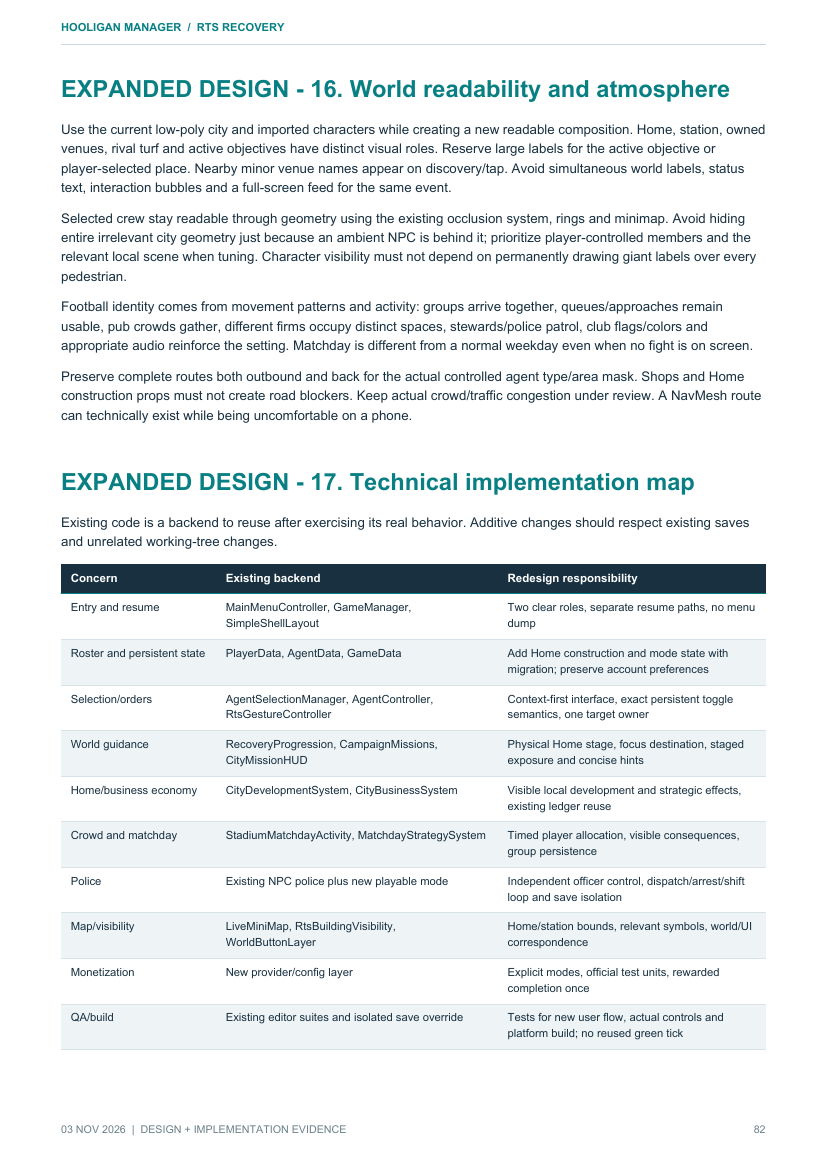 HOOLIGAN MANAGER / RTS RECOVERY
EXPANDED DESIGN - 16. World readability and atmosphere
Use the current low-poly city and imported characters while creating a new readable composition. Home, station, owned
venues, rival turf and active objectives have distinct visual roles. Reserve large labels for the active objective or
player-selected place. Nearby minor venue names appear on discovery/tap. Avoid simultaneous world labels, status
text, interaction bubbles and a full-screen feed for the same event.
Selected crew stay readable through geometry using the existing occlusion system, rings and minimap. Avoid hiding
entire irrelevant city geometry just because an ambient NPC is behind it; prioritize player-controlled members and the
relevant local scene when tuning. Character visibility must not depend on permanently drawing giant labels over every
pedestrian.
Football identity comes from movement patterns and activity: groups arrive together, queues/approaches remain
usable, pub crowds gather, different firms occupy distinct spaces, stewards/police patrol, club flags/colors and
appropriate audio reinforce the setting. Matchday is different from a normal weekday even when no fight is on screen.
Preserve complete routes both outbound and back for the actual controlled agent type/area mask. Shops and Home
construction props must not create road blockers. Keep actual crowd/traffic congestion under review. A NavMesh route
can technically exist while being uncomfortable on a phone.
EXPANDED DESIGN - 17. Technical implementation map
Existing code is a backend to reuse after exercising its real behavior. Additive changes should respect existing saves
and unrelated working-tree changes.
Concern Existing backend Redesign responsibility
Entry and resume MainMenuController, GameManager, Two clear roles, separate resume paths, no menu
SimpleShellLayout dump
Roster and persistent state PlayerData, AgentData, GameData Add Home construction and mode state with
migration; preserve account preferences
Selection/orders AgentSelectionManager, AgentController, Context-first interface, exact persistent toggle
RtsGestureController semantics, one target owner
World guidance RecoveryProgression, CampaignMissions, Physical Home stage, focus destination, staged
CityMissionHUD exposure and concise hints
Home/business economy CityDevelopmentSystem, CityBusinessSystem Visible local development and strategic effects,
existing ledger reuse
Crowd and matchday StadiumMatchdayActivity, MatchdayStrategySystem Timed player allocation, visible consequences,
group persistence
Police Existing NPC police plus new playable mode Independent officer control, dispatch/arrest/shift
loop and save isolation
Map/visibility LiveMiniMap, RtsBuildingVisibility, Home/station bounds, relevant symbols, world/UI
WorldButtonLayer correspondence
Monetization New provider/config layer Explicit modes, official test units, rewarded
completion once
QA/build Existing editor suites and isolated save override Tests for new user flow, actual controls and
platform build; no reused green tick
03 NOV 2026 | DESIGN + IMPLEMENTATION EVIDENCE 82